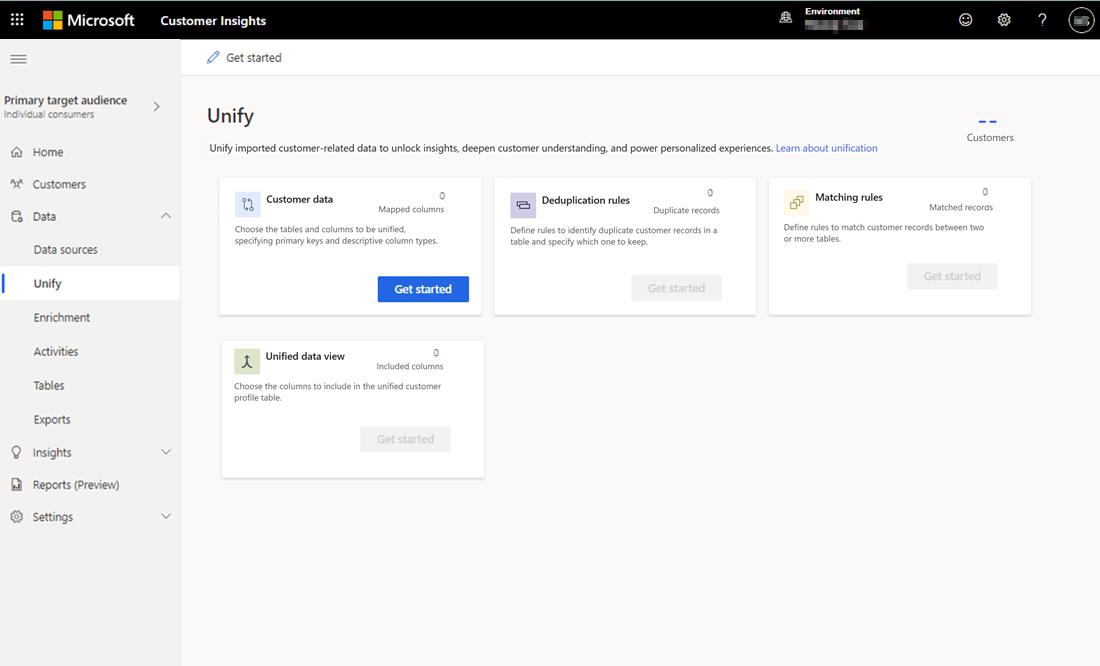 Microsoft
Customer Insights
Environment
?
Get started
Primary target audience
Individual consumers
Home
Customers
Data
Data sources
Unify
Enrichment
Activities
Tables
Exports
Insights
Reports (Preview)
Settings
Unify
Unify imported customer-related data to unlock insights, deepen customer understanding, and power personalized experiences. Learn about unification
--
Customers
Customer data
0
Mapped columns
Choose the tables and columns to be unified,
specifying primary keys and descriptive column types.
Get started
Deduplication rules
0
Duplicate records
Define rules to identify duplicate customer records in a
table and specify which one to keep.
Get started
Matching rules
0
Matched records
Define rules to match customer records between two
or more tables.
Get started
Unified data view
0
Included columns
Choose the columns to include in the unified customer
profile table.
Get started